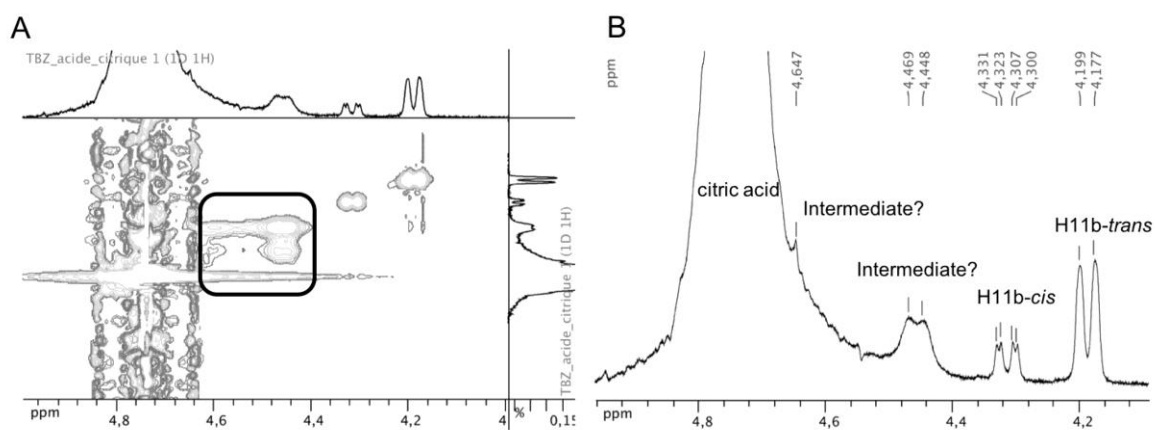 A
TBZ_acide_citrique 1 (1D 1H)
TBZ_acide_citrique 1 (1D 1H)
ppm
4,8
4,6
4,4
4,2
4
%
0,15
B
ppm
4,647
4,469
4,448
4,331
4,323
4,307
4,300
4,199
4,177
citric acid
Intermediate?
Intermediate?
H11b-cis
H11b-trans
ppm
4,8
4,6
4,4
4,2